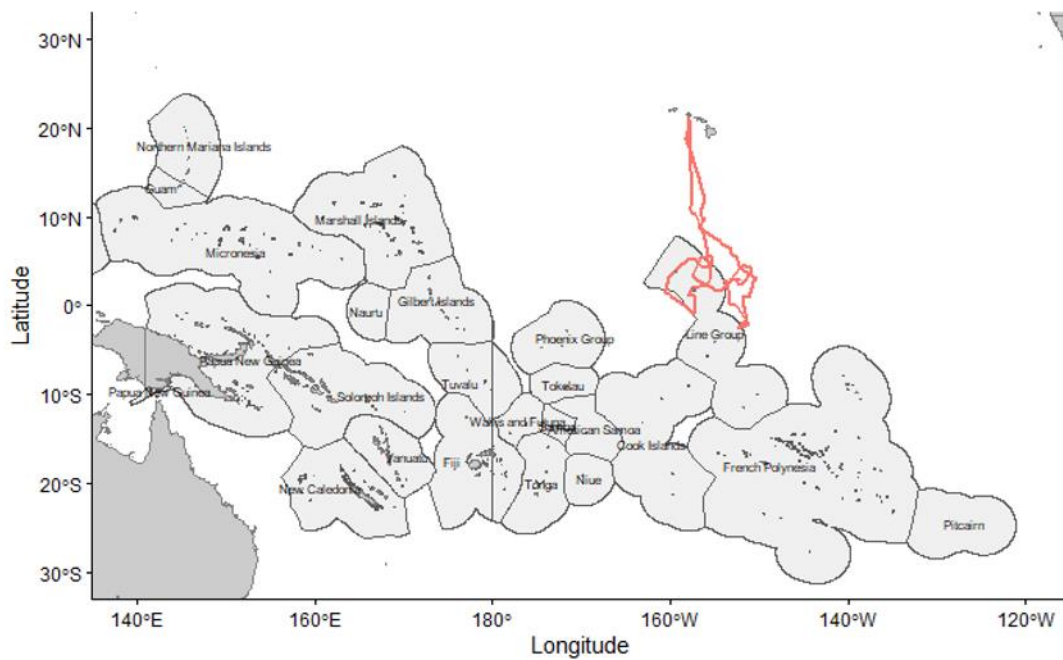 30°N
20°N
10°N
0°
10°S
20°S
30°S
Latitude
Northern Mariana Islands
Guam
Marshall Islands
Micronesia
Gilbert Islands
Nauru
Line Group
Phoenix Group
Papua New Guinea
Tuvalu
Tokelau
Papua New Guinea
Solomon Islands
Wallis and Futuna
American Samoa
Cook Islands
Vanuatu
Fiji
French Polynesia
New Caledonia
Tonga
Niue
Pitcairn
140°E
160°E
180°
160°W
140°W
120°W
Longitude